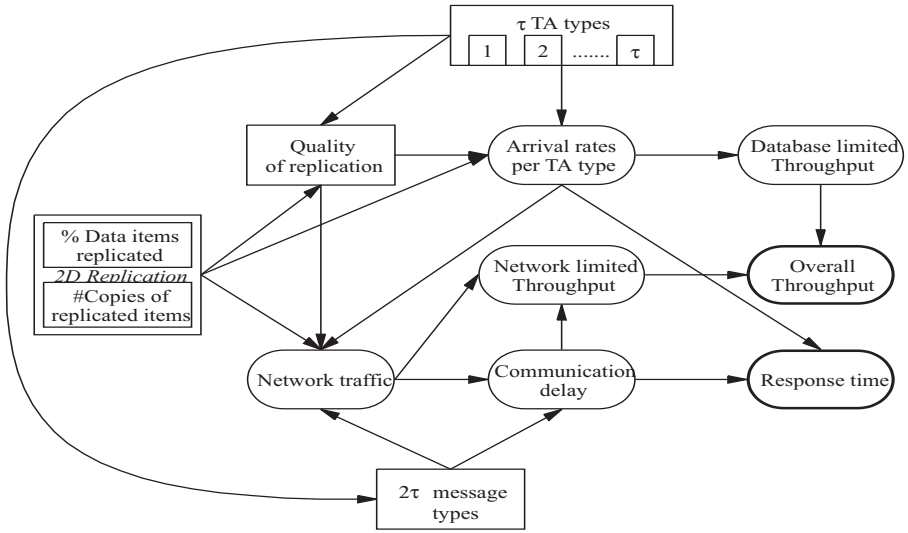 τ TA types
1 2 ....... τ
Quality
of replication
Arrival rates
per TA type
Database limited
Throughput
% Data items
replicated
2D Replication
#Copies of
replicated items
Network limited
Throughput
Overall
Throughput
Network traffic
Communication
delay
Response time
2τ message
types